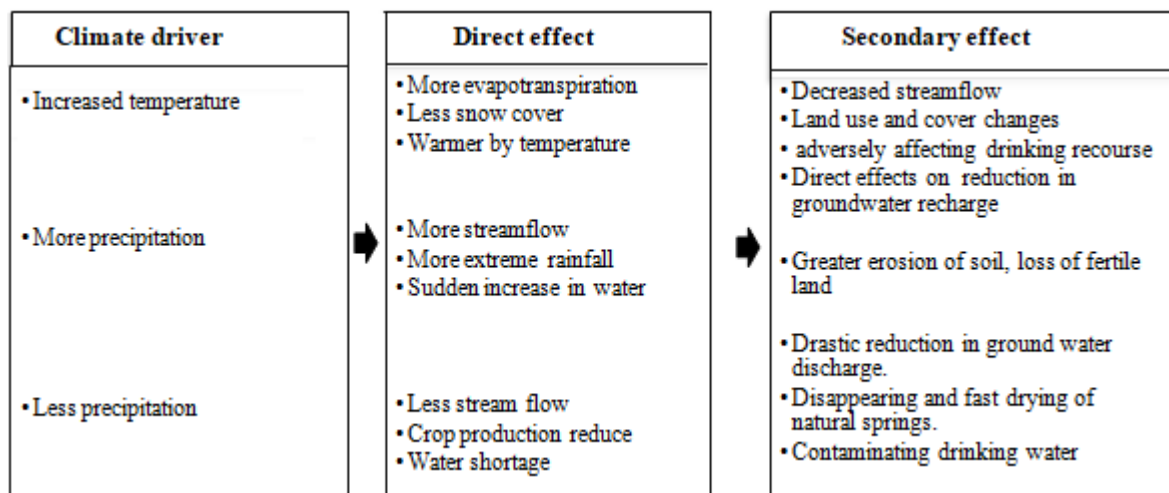 Climate driver
• Increased temperature
• More precipitation
• Less precipitation
Direct effect
• More evapotranspiration
• Less snow cover
• Warmer by temperature
• More streamflow
• More extreme rainfall
• Sudden increase in water
• Less stream flow
• Crop production reduce
• Water shortage
Secondary effect
• Decreased streamflow
• Land use and cover changes
• adversely affecting drinking recourse
• Direct effects on reduction in
groundwater recharge
• Greater erosion of soil, loss of fertile
land
• Drastic reduction in ground water
discharge.
• Disappearing and fast drying of
natural springs.
• Contaminating drinking water